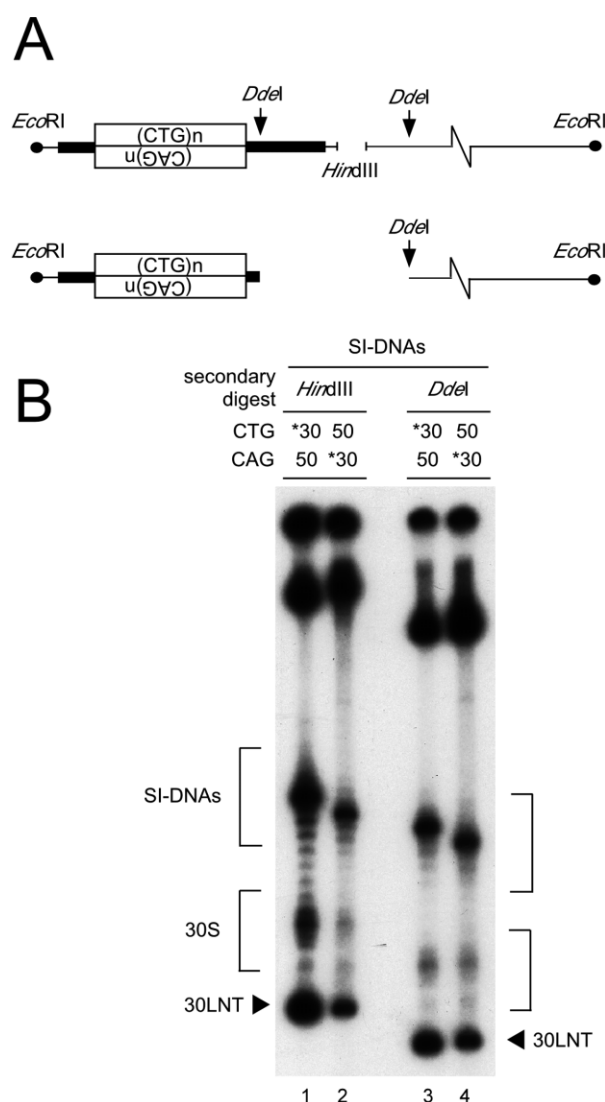 A
DdeI DdeI
EcoRI EcoRI
(CTG)n
(CAG)n
HindIII
DdeI
EcoRI EcoRI
(CTG)n
(CAG)n
B
SI-DNAs
secondary digest HindIII DdeI
CTG *30 50 *30 50
CAG 50 *30 50 *30
SI-DNAs
30S
30LNT ▶ ◀ 30LNT
1 2 3 4